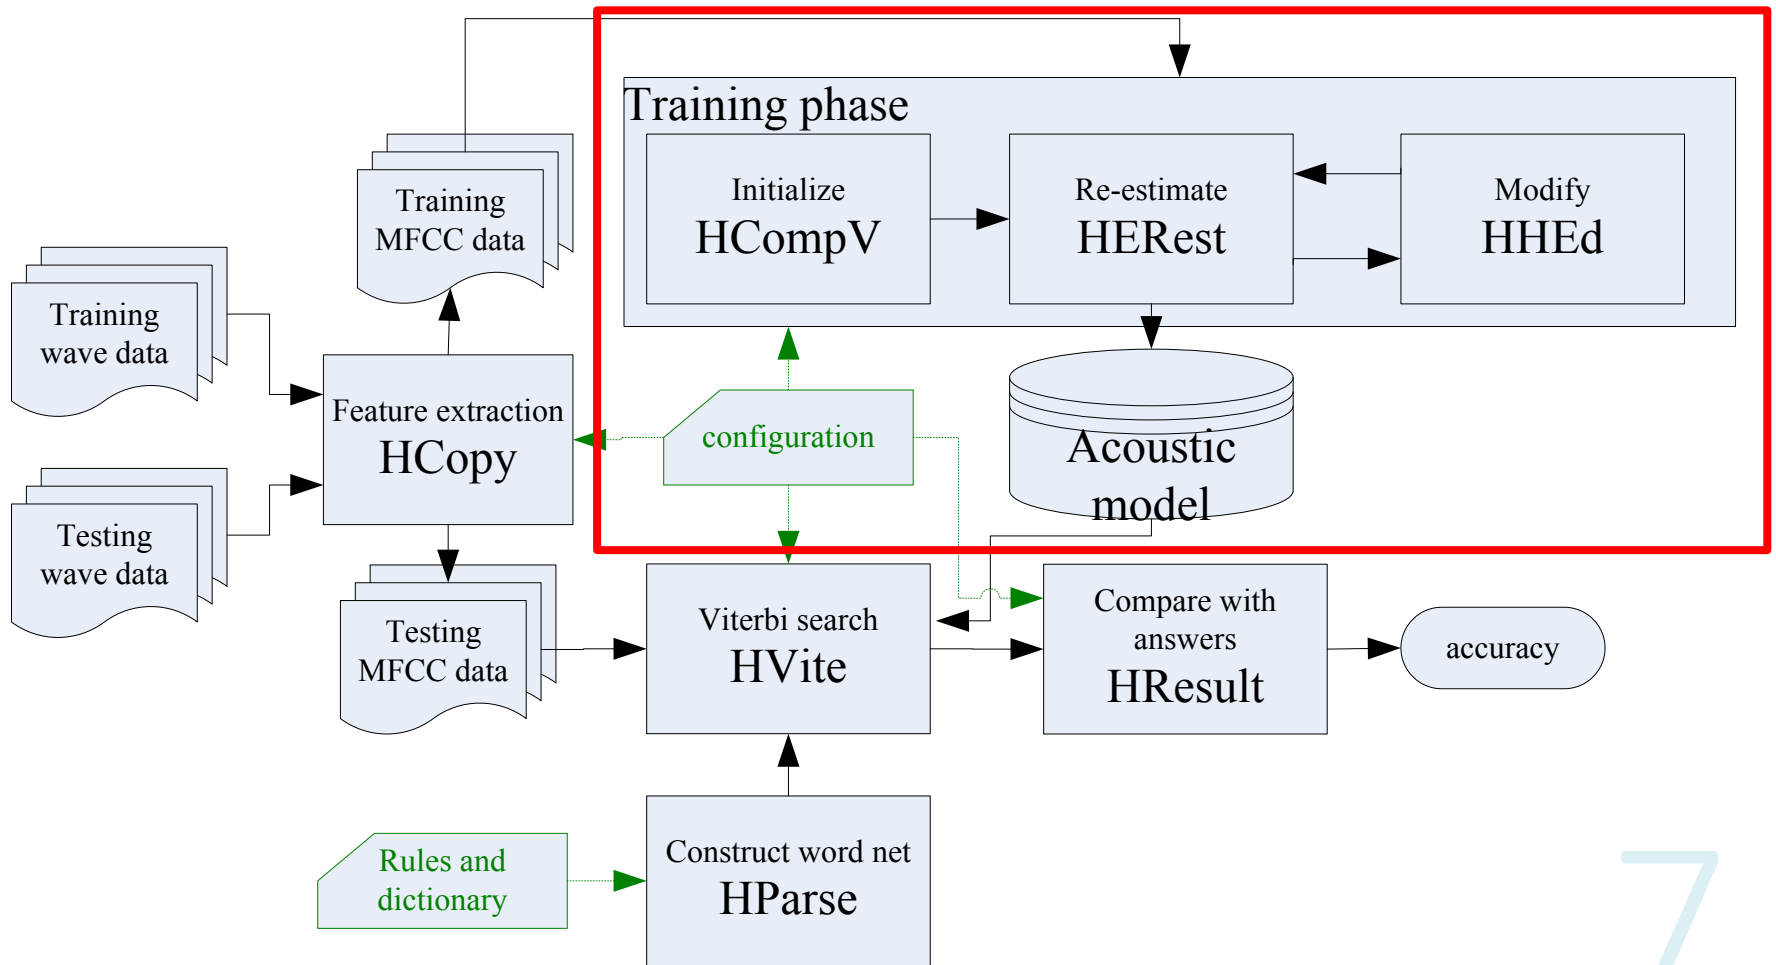 Training phase
Initialize
HCompV
Re-estimate
HERest
Modify
HHEd
Training
MFCC data
Training
wave data
Feature extraction
HCopy
configuration
Acoustic
model
Testing
wave data
Testing
MFCC data
Viterbi search
HVite
Compare with
answers
HResult
accuracy
Rules and
dictionary
Construct word net
HParse
7